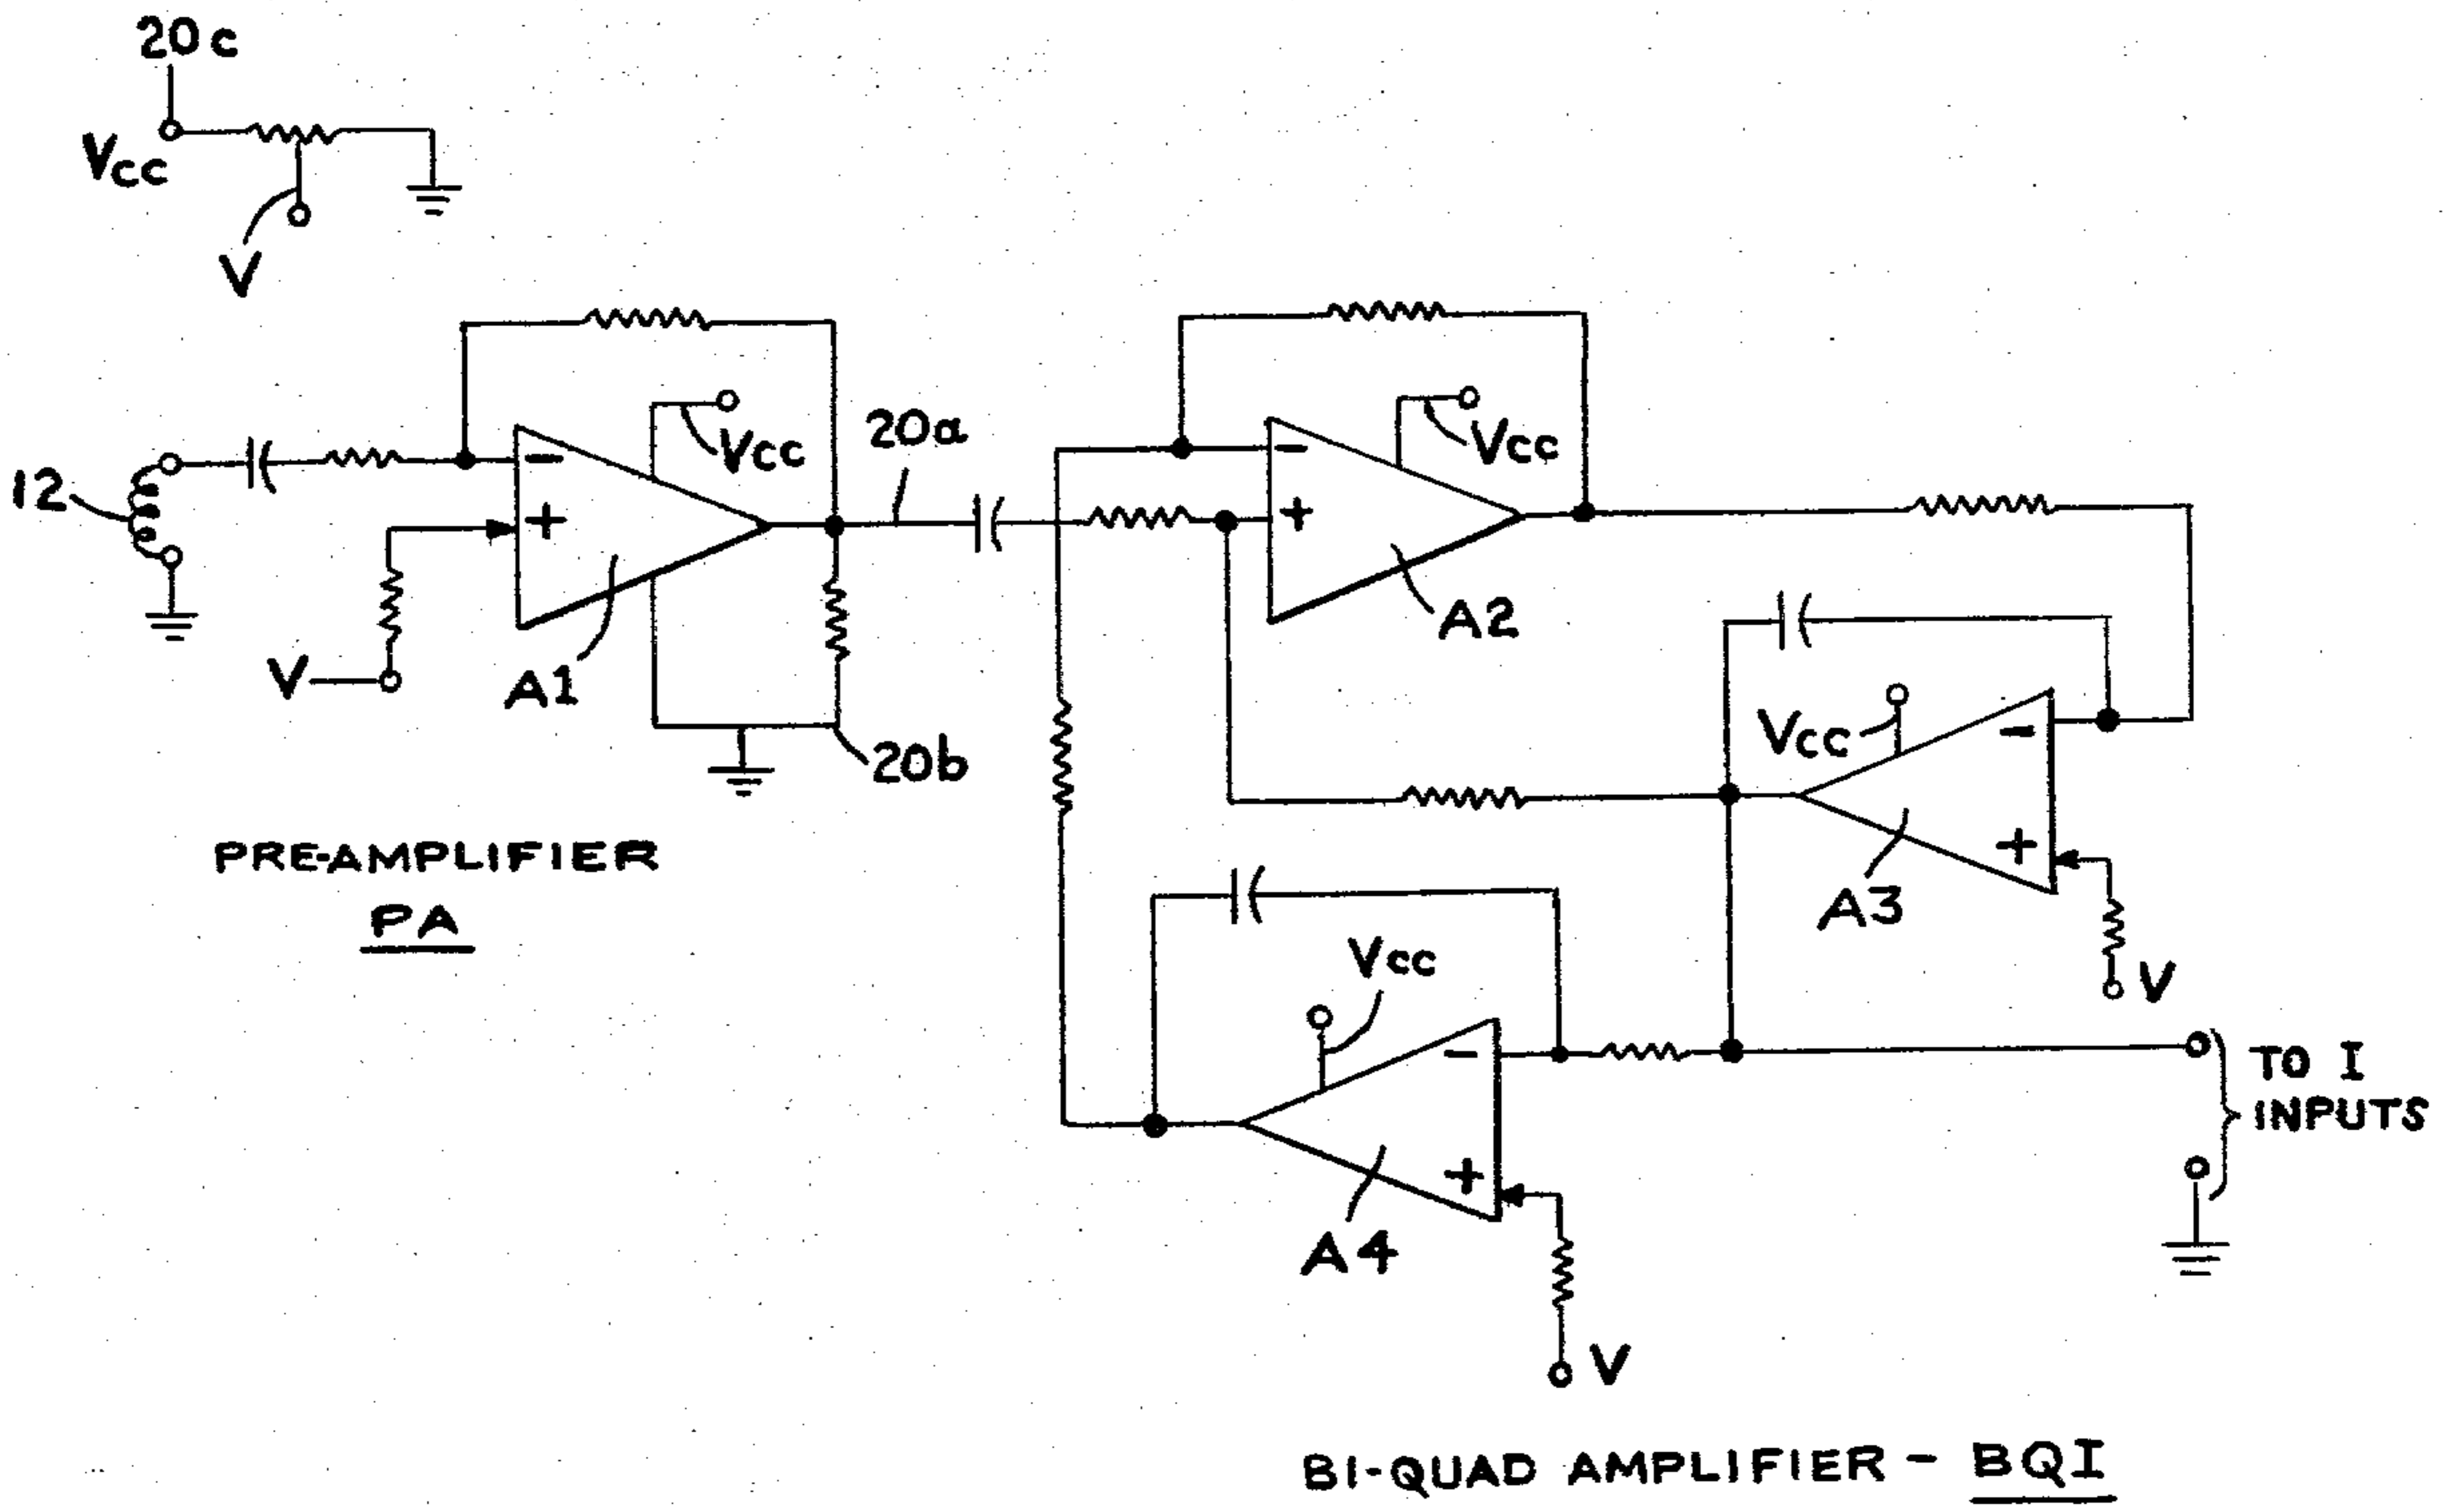 20c
Vcc
V
12
-
+
Vcc
20a
A1
V
20b
PRE-AMPLIFIER
PA
-
+
Vcc
A2
Vcc
-
+
A3
V
Vcc
-
+
A4
V
TO I
INPUTS
BI-QUAD AMPLIFIER - BQI